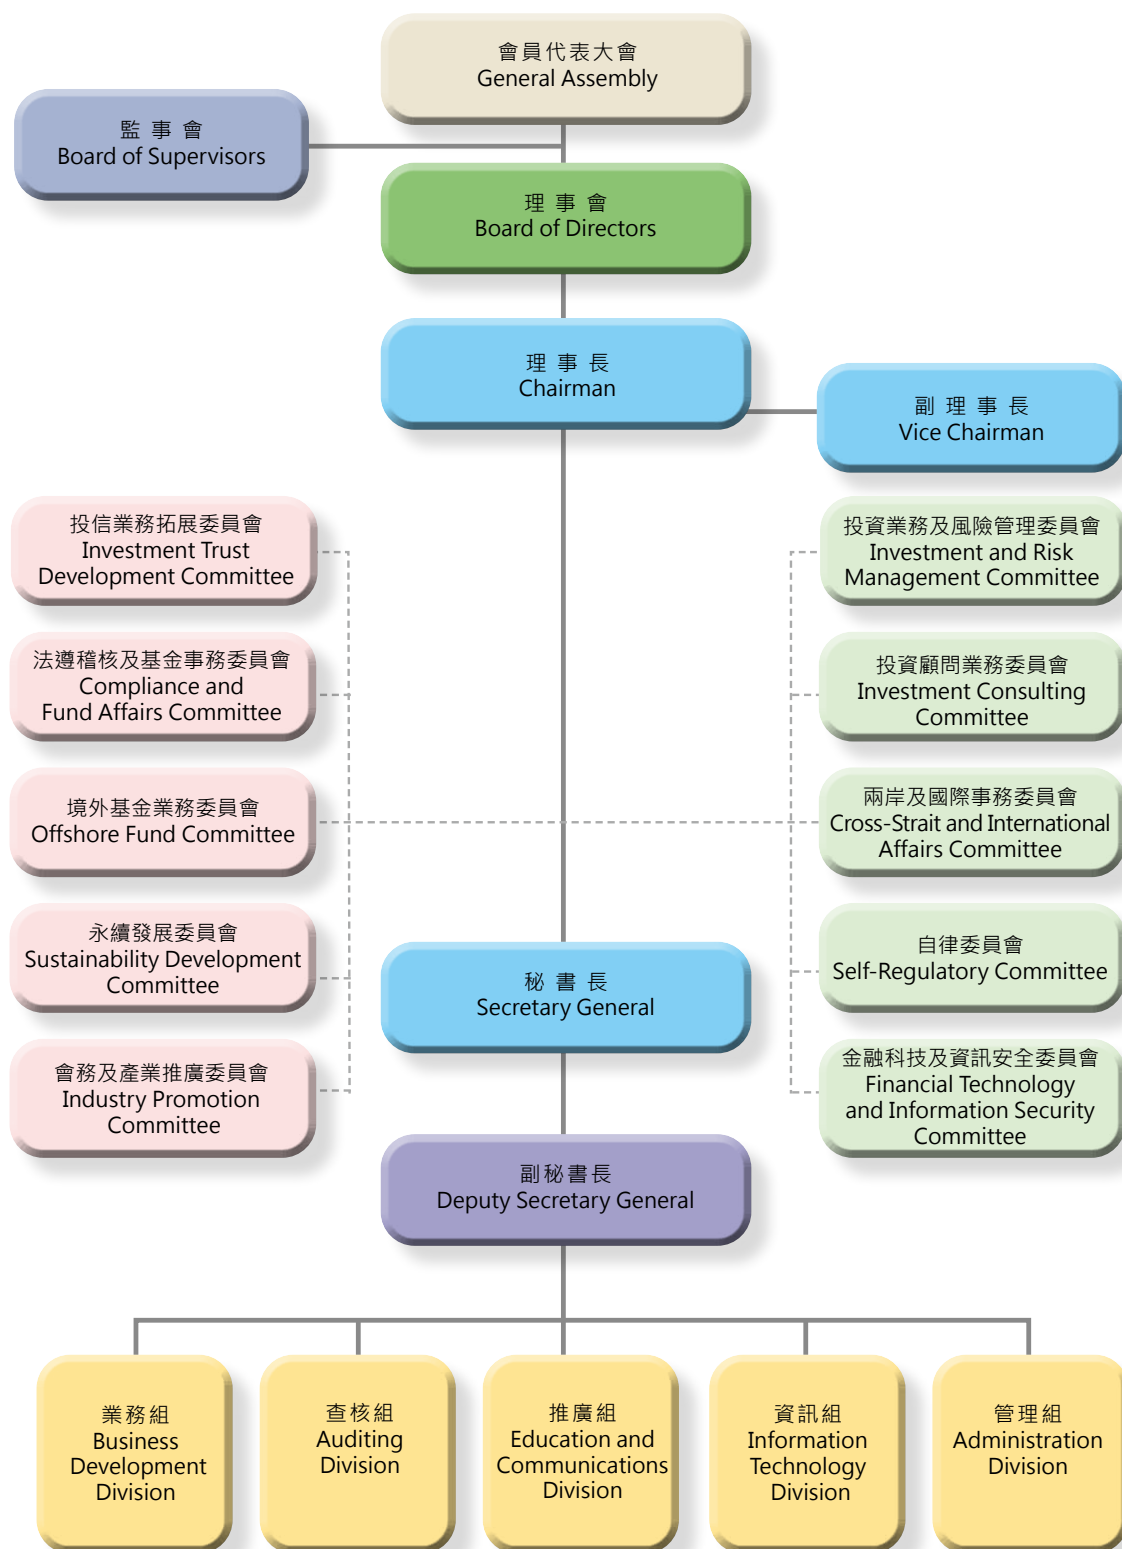 會員代表大會
General Assembly
監事會
Board of Supervisors
理事會
Board of Directors
理事長
Chairman
副理事長
Vice Chairman
投信業務拓展委員會
Investment Trust
Development Committee
投資業務及風險管理委員會
Investment and Risk
Management Committee
法遵稽核及基金事務委員會
Compliance and
Fund Affairs Committee
投資顧問業務委員會
Investment Consulting
Committee
境外基金業務委員會
Offshore Fund Committee
兩岸及國際事務委員會
Cross-Strait and International
Affairs Committee
永續發展委員會
Sustainability Development
Committee
自律委員會
Self-Regulatory Committee
秘書長
Secretary General
會務及產業推廣委員會
Industry Promotion
Committee
金融科技及資訊安全委員會
Financial Technology
and Information Security
Committee
副秘書長
Deputy Secretary General
業務組
Business
Development
Division
查核組
Auditing
Division
推廣組
Education and
Communications
Division
資訊組
Information
Technology
Division
管理組
Administration
Division